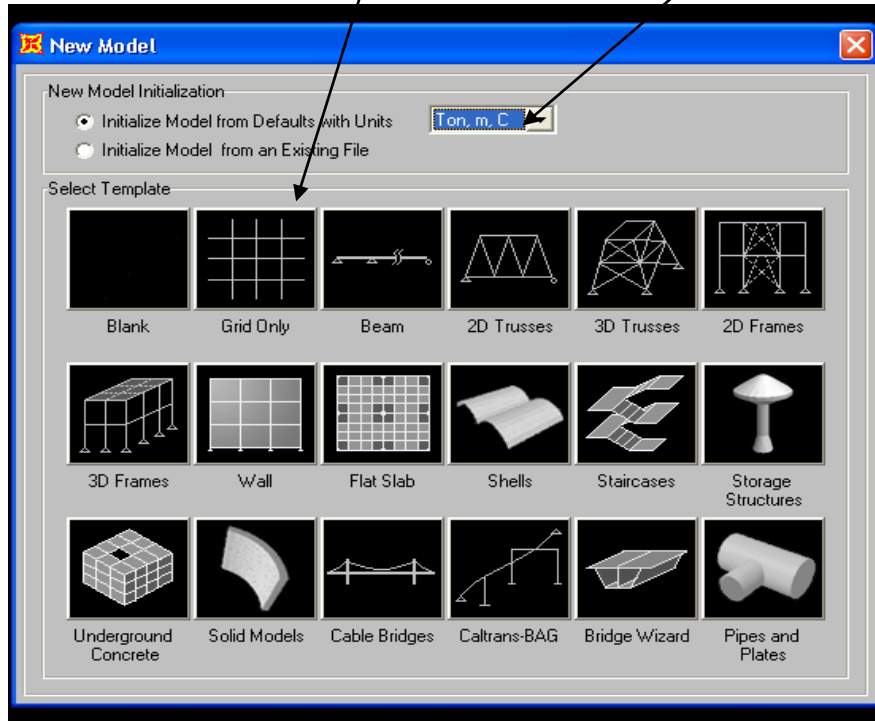 New Model
New Model Initialization
Initialize Model from Defaults with Units
Ton, m, C
Initialize Model from an Existing File
Select Template
Blank
Grid Only
Beam
2D Trusses
3D Trusses
2D Frames
3D Frames
Wall
Flat Slab
Shells
Staircases
Storage
Structures
Underground
Concrete
Solid Models
Cable Bridges
Caltrans-BAG
Bridge Wizard
Pipes and
Plates